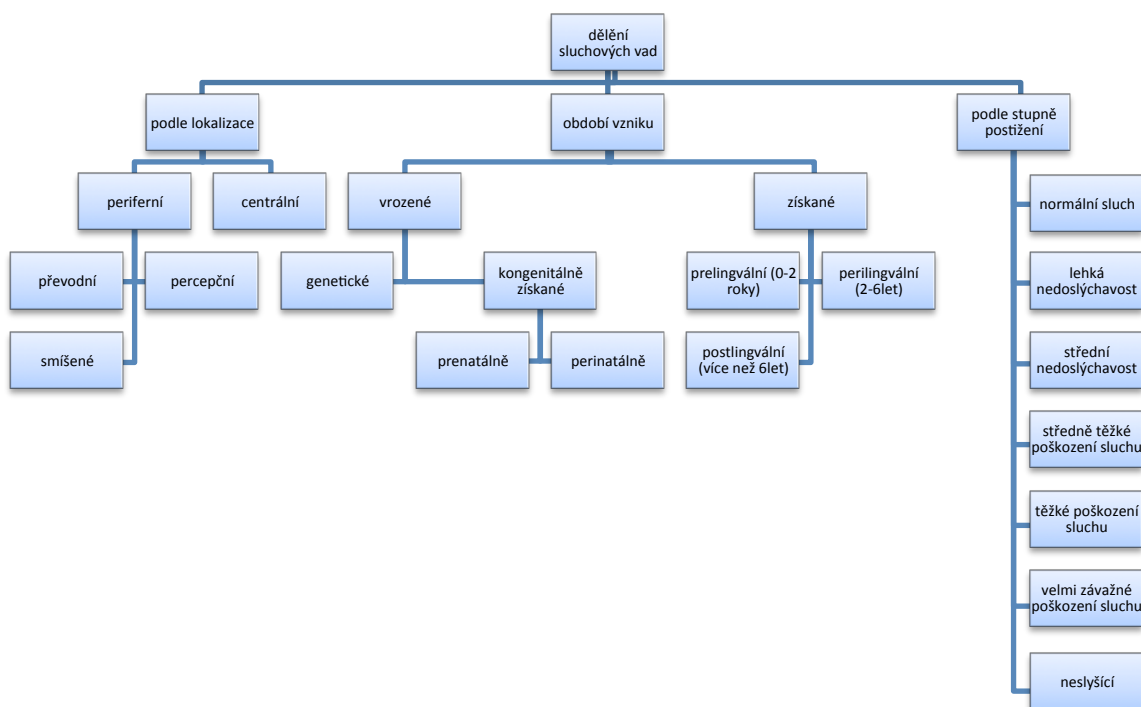 dělění
sluchových vad
podle lokalizace
období vzniku
podle stupně
postižení
periferní
centrální
vrozené
získané
normální sluch
převodní
percepční
genetické
kongenitálně
získané
prelingvální (0-2
roky)
perilingvální
(2-6let)
lehká
nedoslýchavost
smíšené
prenatálně
perinatálně
postlingvální
(více než 6let)
střední
nedoslýchavost
středně těžké
poškození sluchu
těžké poškození
sluchu
velmi závažné
poškození sluchu
neslyšící